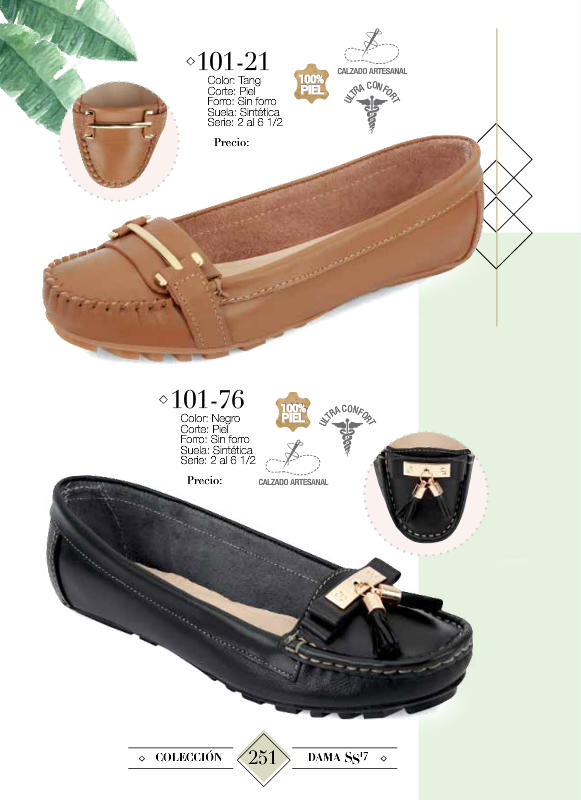 101-21
Color: Tang
Corte: Piel
Forro: Sin forro
Suela: Sintética
Serie: 2 al 6 1/2
Precio:
100%
PIEL
CALZADO ARTESANAL
ULTRA CONFORT
101-76
Color: Negro
Corte: Piel
Forro: Sin forro
Suela: Sintética
Serie: 2 al 6 1/2
Precio:
100%
PIEL
ULTRA CONFORT
CALZADO ARTESANAL
COLECCIÓN 251 DAMA SS'17